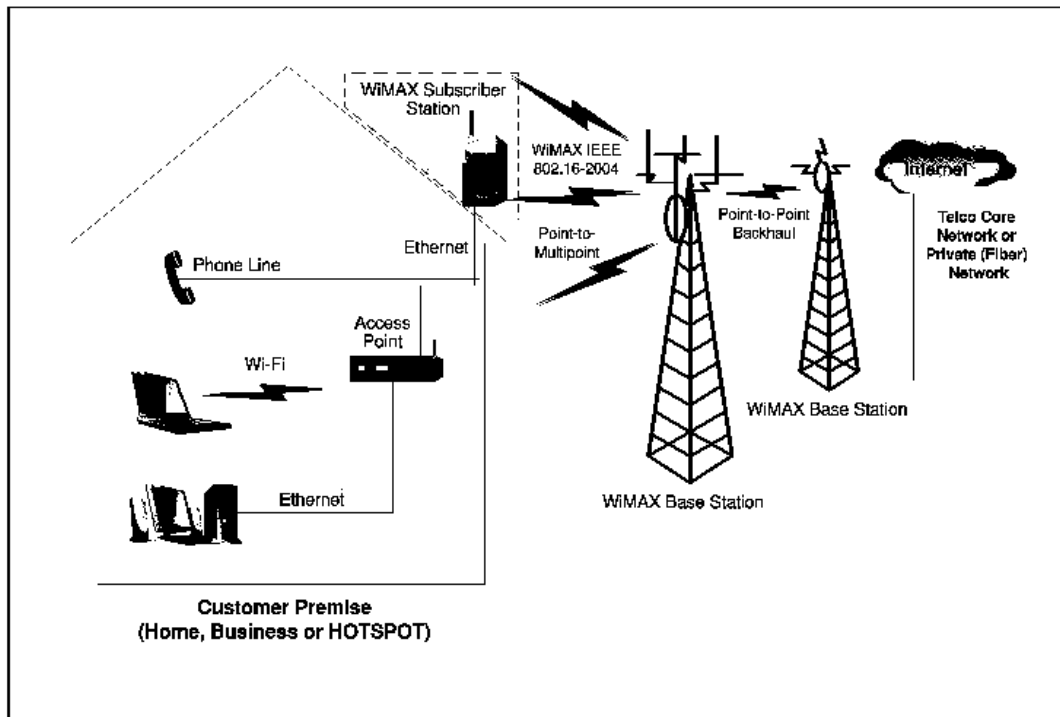 WiMAX Subscriber
Station
WiMAX IEEE
802.16-2004
Internet
Point-to-Point
Backhaul
Telco Core
Network or
Private (Fiber)
Network
Point-to-
Multipoint
Ethernet
Phone Line
Access
Point
Wi-Fi
WiMAX Base Station
WiMAX Base Station
Ethernet
Customer Premise
(Home, Business or HOTSPOT)